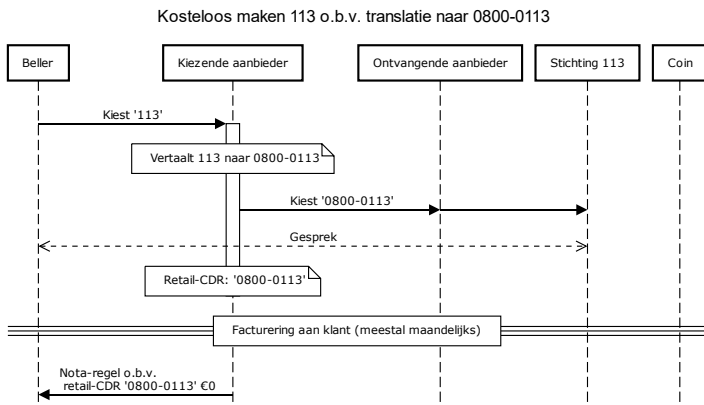 Kosteloos maken 113 o.b.v. translatie naar 0800-0113
Beller
Kiezende aanbieder
Ontvangende aanbieder
Stichting 113
Coin
Kiest '113'
Vertaalt 113 naar 0800-0113
Kiest '0800-0113'
Gesprek
Retail-CDR: '0800-0113'
Facturering aan klant (meestal maandelijks)
Nota-regel o.b.v.
retail-CDR '0800-0113' €0